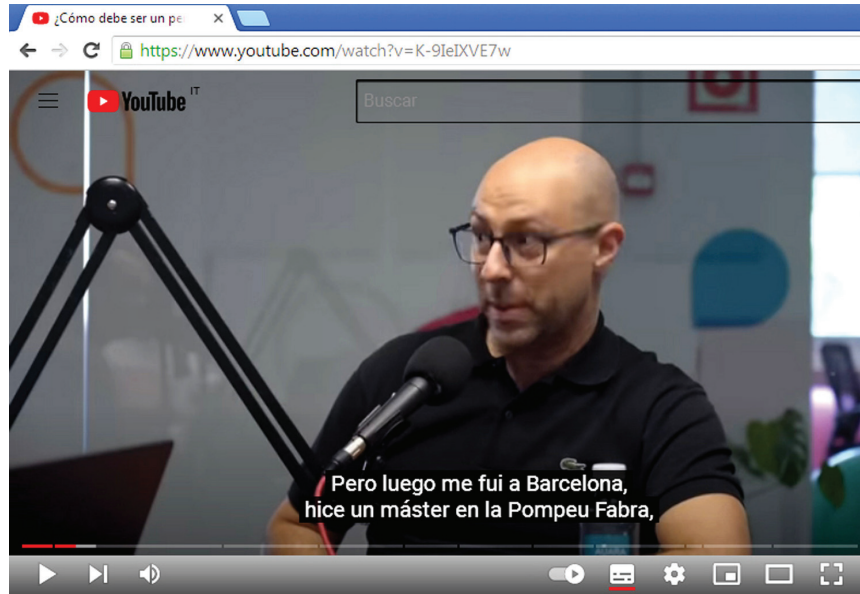 ¿Cómo debe ser un pe
https://www.youtube.com/watch?v=K-9IeIXVE7w
YouTube IT
Buscar
Pero luego me fui a Barcelona,
hice un máster en la Pompeu Fabra,
AUARA